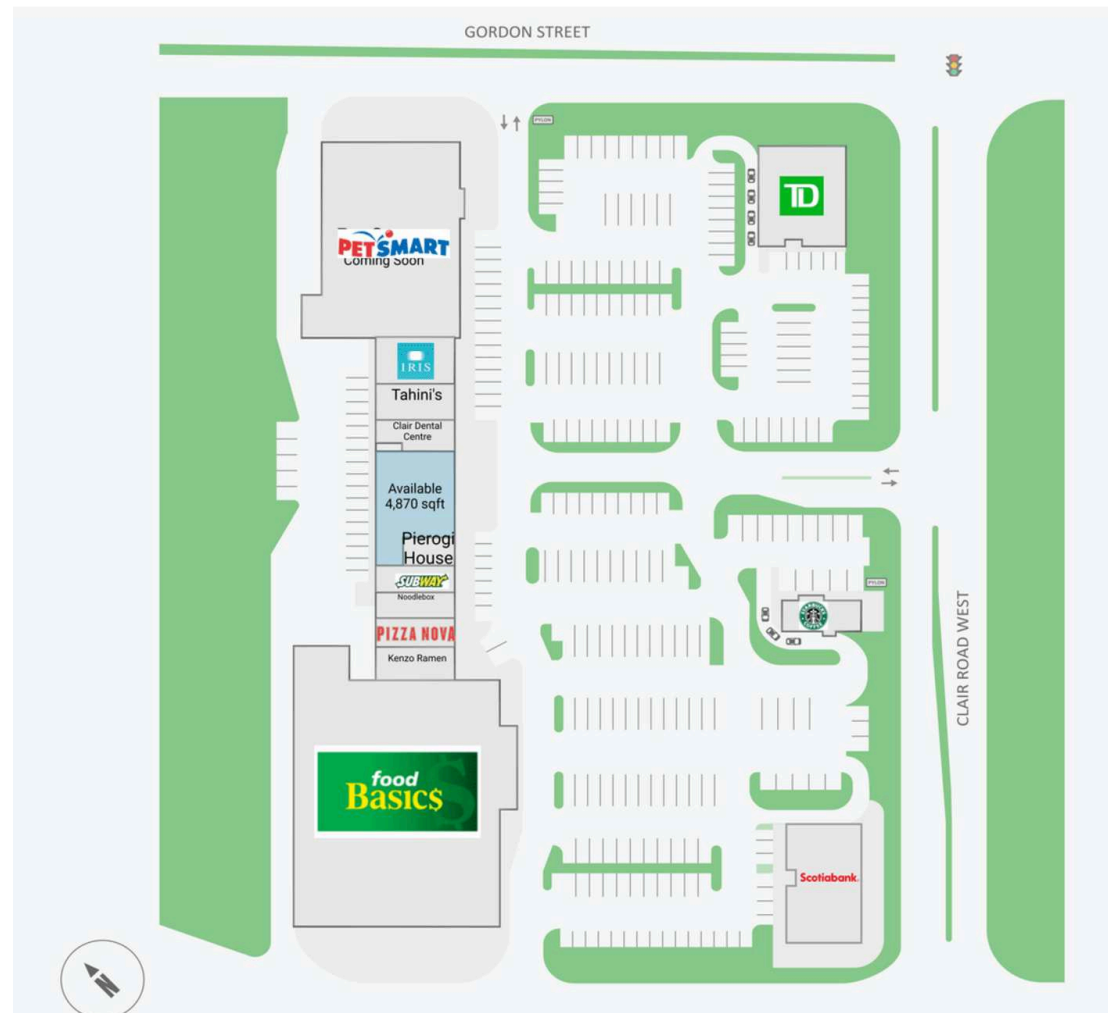 GORDON STREET
PYLON
TD
PETSMART
Coming Soon
IRIS
Tahini's
Clair Dental
Centre
Available
4,870 sqft
Pierogi
House
SUBWAY
Noodlebox
PIZZA NOVA
Kenzo Ramen
PYLON
CLAIR ROAD WEST
food
Basics
Scotiabank
N